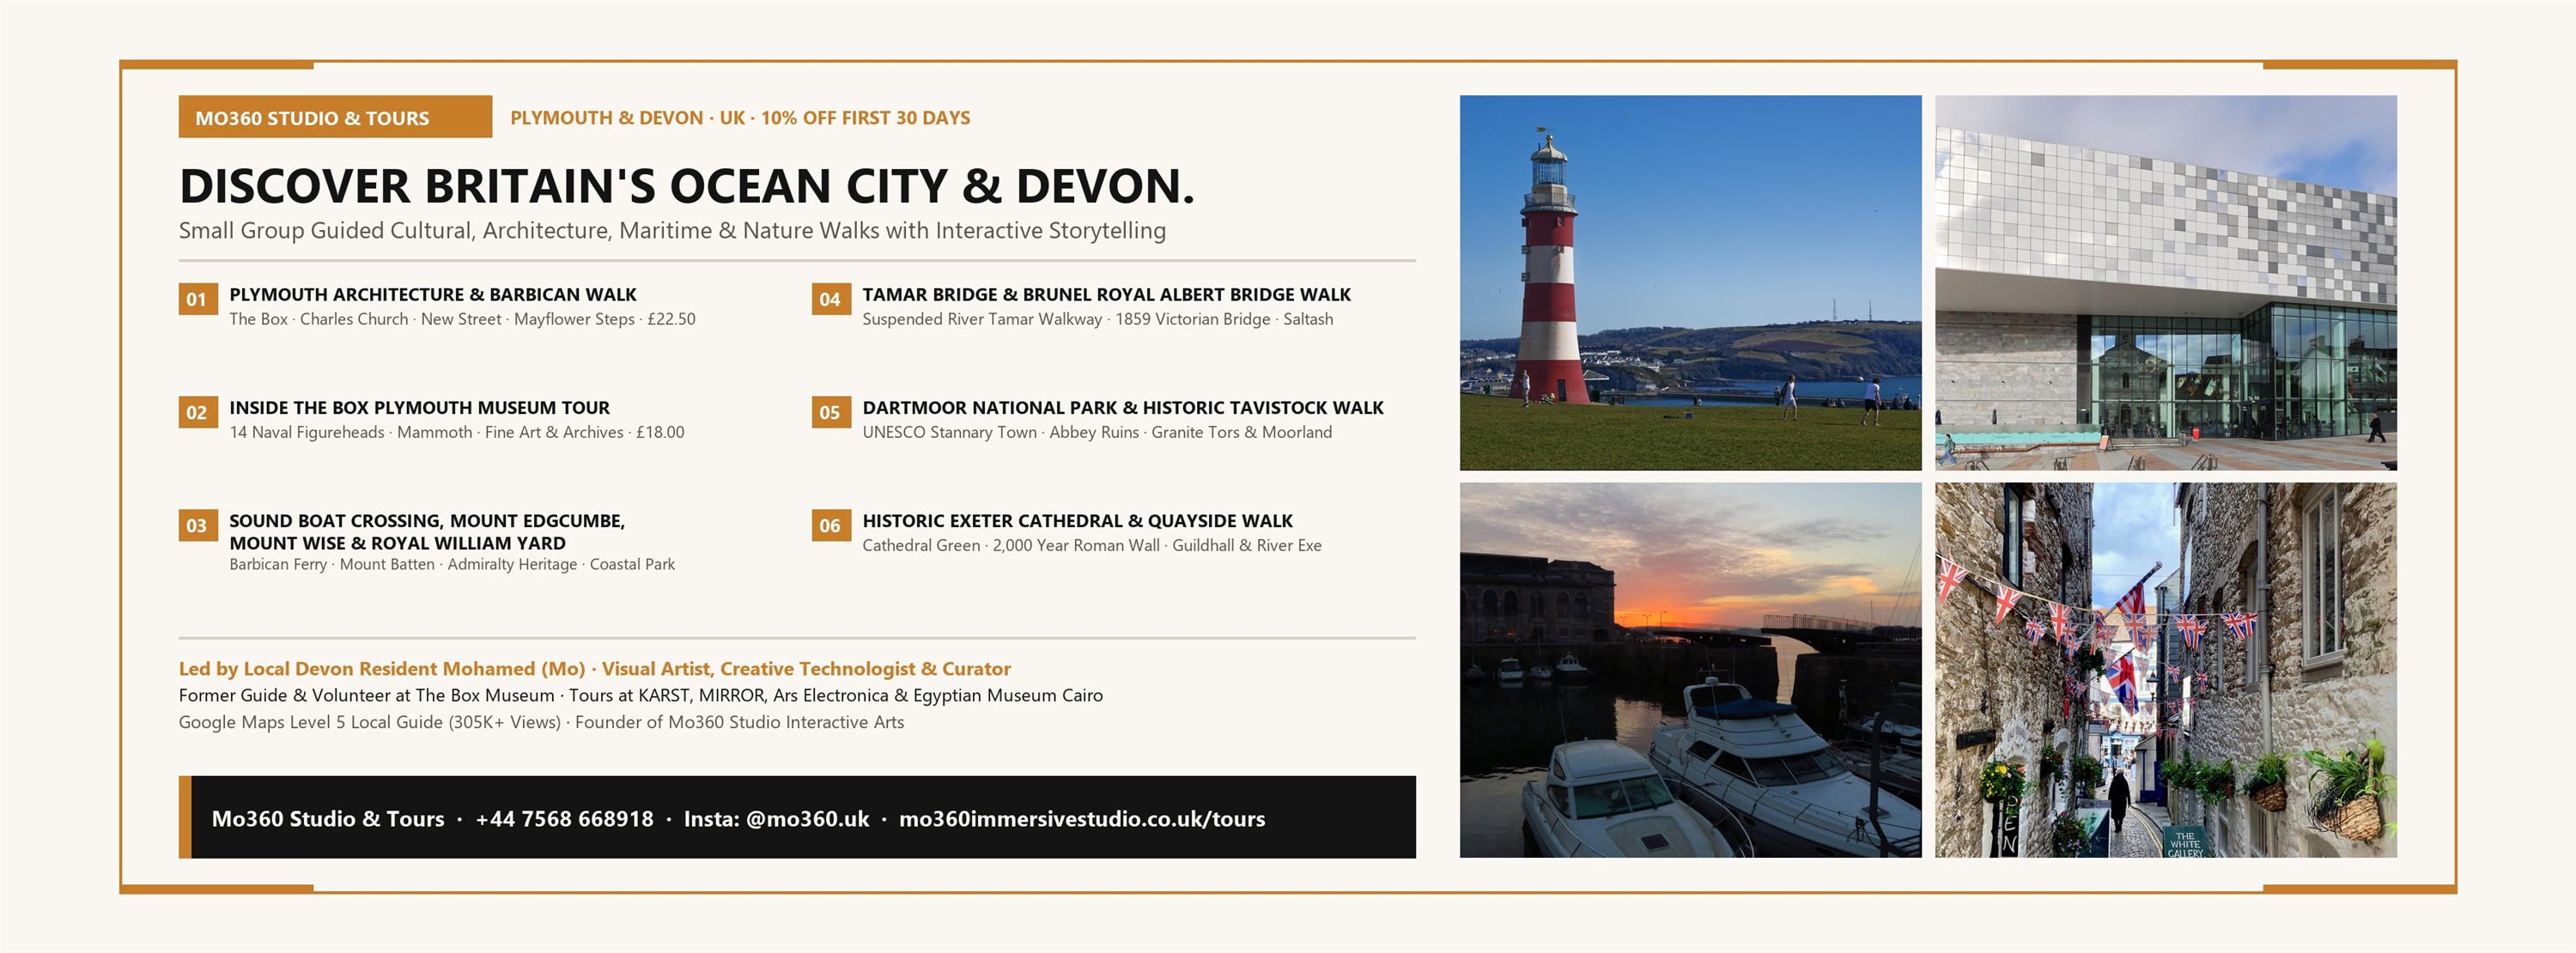 MO360 STUDIO & TOURS
PLYMOUTH & DEVON · UK · 10% OFF FIRST 30 DAYS
DISCOVER BRITAIN'S OCEAN CITY & DEVON.
Small Group Guided Cultural, Architecture, Maritime & Nature Walks with Interactive Storytelling
01
PLYMOUTH ARCHITECTURE & BARBICAN WALK
The Box · Charles Church · New Street · Mayflower Steps · £22.50
02
INSIDE THE BOX PLYMOUTH MUSEUM TOUR
14 Naval Figureheads · Mammoth · Fine Art & Archives · £18.00
03
SOUND BOAT CROSSING, MOUNT EDGCUMBE,
MOUNT WISE & ROYAL WILLIAM YARD
Barbican Ferry · Mount Batten · Admiralty Heritage · Coastal Park
04
TAMAR BRIDGE & BRUNEL ROYAL ALBERT BRIDGE WALK
Suspended River Tamar Walkway · 1859 Victorian Bridge · Saltash
05
DARTMOOR NATIONAL PARK & HISTORIC TAVISTOCK WALK
UNESCO Stannary Town · Abbey Ruins · Granite Tors & Moorland
06
HISTORIC EXETER CATHEDRAL & QUAYSIDE WALK
Cathedral Green · 2,000 Year Roman Wall · Guildhall & River Exe
Led by Local Devon Resident Mohamed (Mo) · Visual Artist, Creative Technologist & Curator
Former Guide & Volunteer at The Box Museum · Tours at KARST, MIRROR, Ars Electronica & Egyptian Museum Cairo
Google Maps Level 5 Local Guide (305K+ Views) · Founder of Mo360 Studio Interactive Arts
Mo360 Studio & Tours · +44 7568 668918 · Insta: @mo360.uk · mo360immersivestudio.co.uk/tours
THE
WHITE
GALLERY